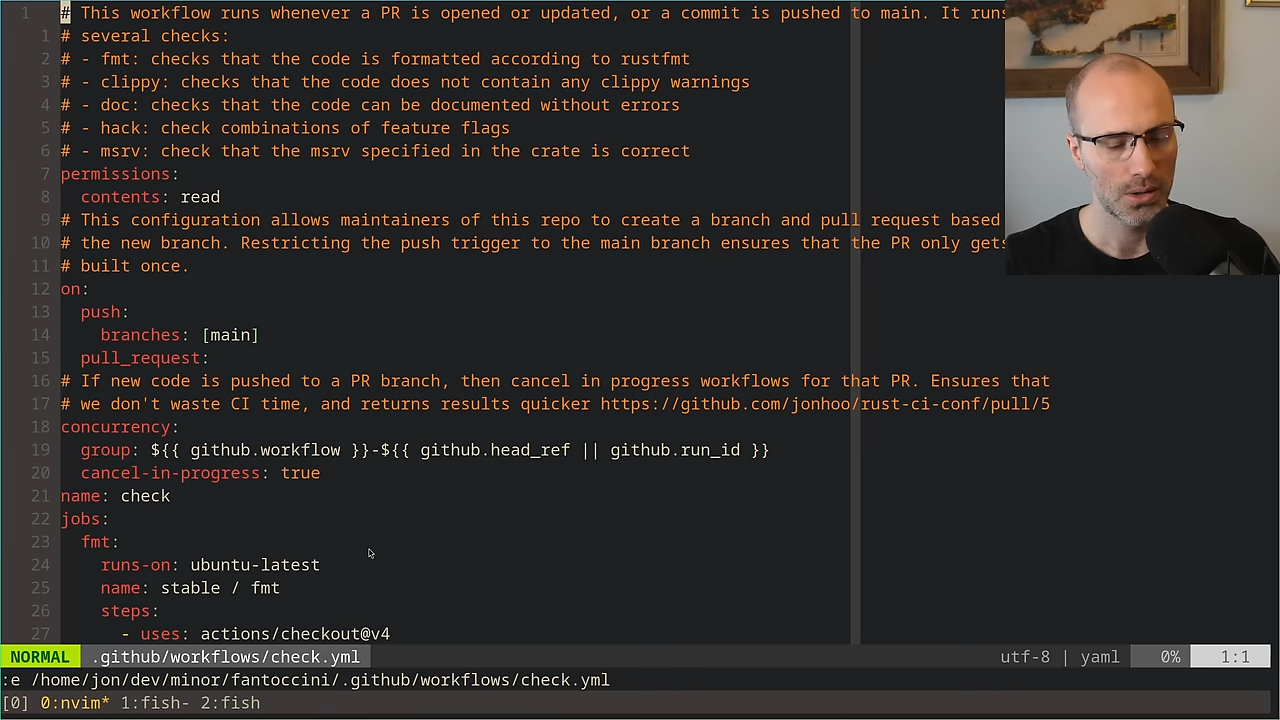 1 # This workflow runs whenever a PR is opened or updated, or a commit is pushed to main. It runs
1 # several checks:
2 # - fmt: checks that the code is formatted according to rustfmt
3 # - clippy: checks that the code does not contain any clippy warnings
4 # - doc: checks that the code can be documented without errors
5 # - hack: check combinations of feature flags
6 # - msrv: check that the msrv specified in the crate is correct
7 permissions:
8   contents: read
9 # This configuration allows maintainers of this repo to create a branch and pull request based
10 # the new branch. Restricting the push trigger to the main branch ensures that the PR only gets
11 # built once.
12 on:
13   push:
14     branches: [main]
15   pull_request:
16 # If new code is pushed to a PR branch, then cancel in progress workflows for that PR. Ensures that
17 # we don't waste CI time, and returns results quicker https://github.com/jonhoo/rust-ci-conf/pull/5
18 concurrency:
19   group: ${{ github.workflow }}-${{ github.head_ref || github.run_id }}
20   cancel-in-progress: true
21 name: check
22 jobs:
23   fmt:
24     runs-on: ubuntu-latest
25     name: stable / fmt
26     steps:
27       - uses: actions/checkout@v4
NORMAL .github/workflows/check.yml utf-8 | yaml 0% 1:1
:e /home/jon/dev/minor/fantoccini/.github/workflows/check.yml
[0] 0:nvim* 1:fish- 2:fish